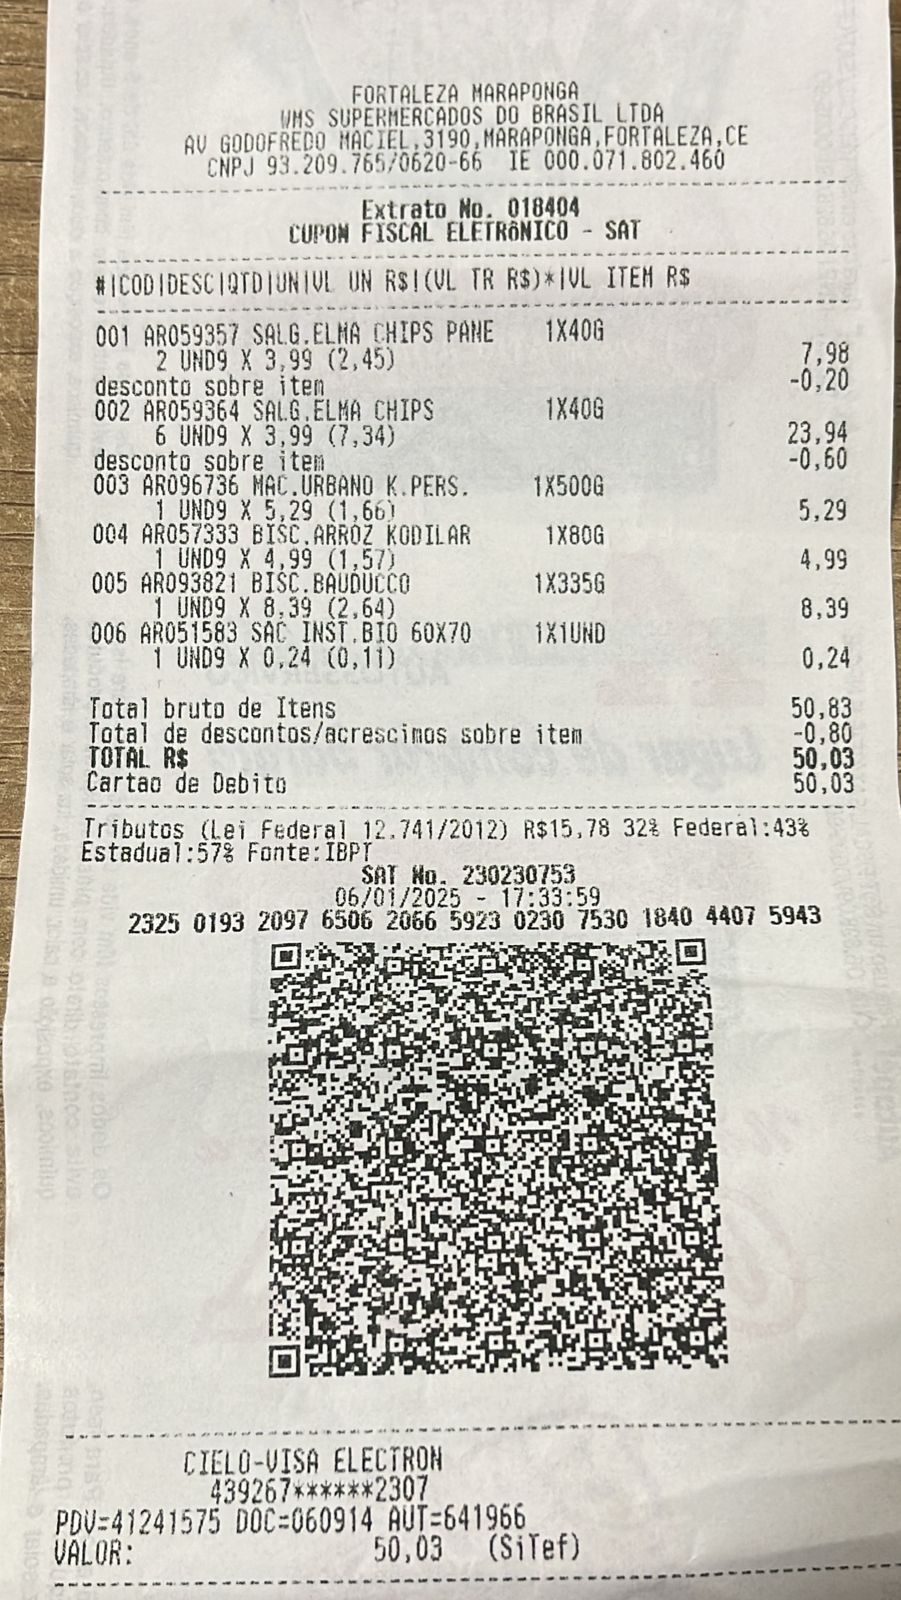 FORTALEZA MARAPONGA
WMS SUPERMERCADOS DO BRASIL LTDA
AV GODOFREDO MACIEL,3190,MARAPONGA,FORTALEZA,CE
CNPJ 93.209.765/0620-66 IE 000.071.802.460
Extrato No. 018404
CUPON FISCAL ELETRÔNICO - SAT
#|COD|DESC|QTD|UN|VL UN R$|(VL TR R$)*|VL ITEM R$
001 AR059357 SALG.ELMA CHIPS PANE 1X40G
2 UND9 X 3,99 (2,45) 7,98
desconto sobre item -0,20
002 AR059364 SALG.ELMA CHIPS 1X40G
6 UND9 X 3,99 (7,34) 23,94
desconto sobre item -0,60
003 AR096736 MAC.URBANO K.PERS. 1X500G
1 UND9 X 5,29 (1,66) 5,29
004 AR057333 BISC.ARROZ KODILAR 1X80G
1 UND9 X 4,99 (1,57) 4,99
005 AR093821 BISC.BAUDUCCO 1X335G
1 UND9 X 8,39 (2,64) 8,39
006 AR051583 SAC INST.BIO 60X70 1X1UND
1 UND9 X 0,24 (0,11) 0,24
Total bruto de Itens 50,83
Total de descontos/acrescimos sobre item -0,80
TOTAL R$ 50,03
Cartao de Debito 50,03
Tributos (Lei Federal 12.741/2012) R$15,78 32% Federal:43%
Estadual:57% Fonte:IBPT
SAT No. 230230753
06/01/2025 - 17:33:59
2325 0193 2097 6506 2066 5923 0230 7530 1840 4407 5943
CIELO-VISA ELECTRON
439267******2307
PDV=41241575 DOC=060914 AUT=641966
VALOR: 50,03 (SiTef)